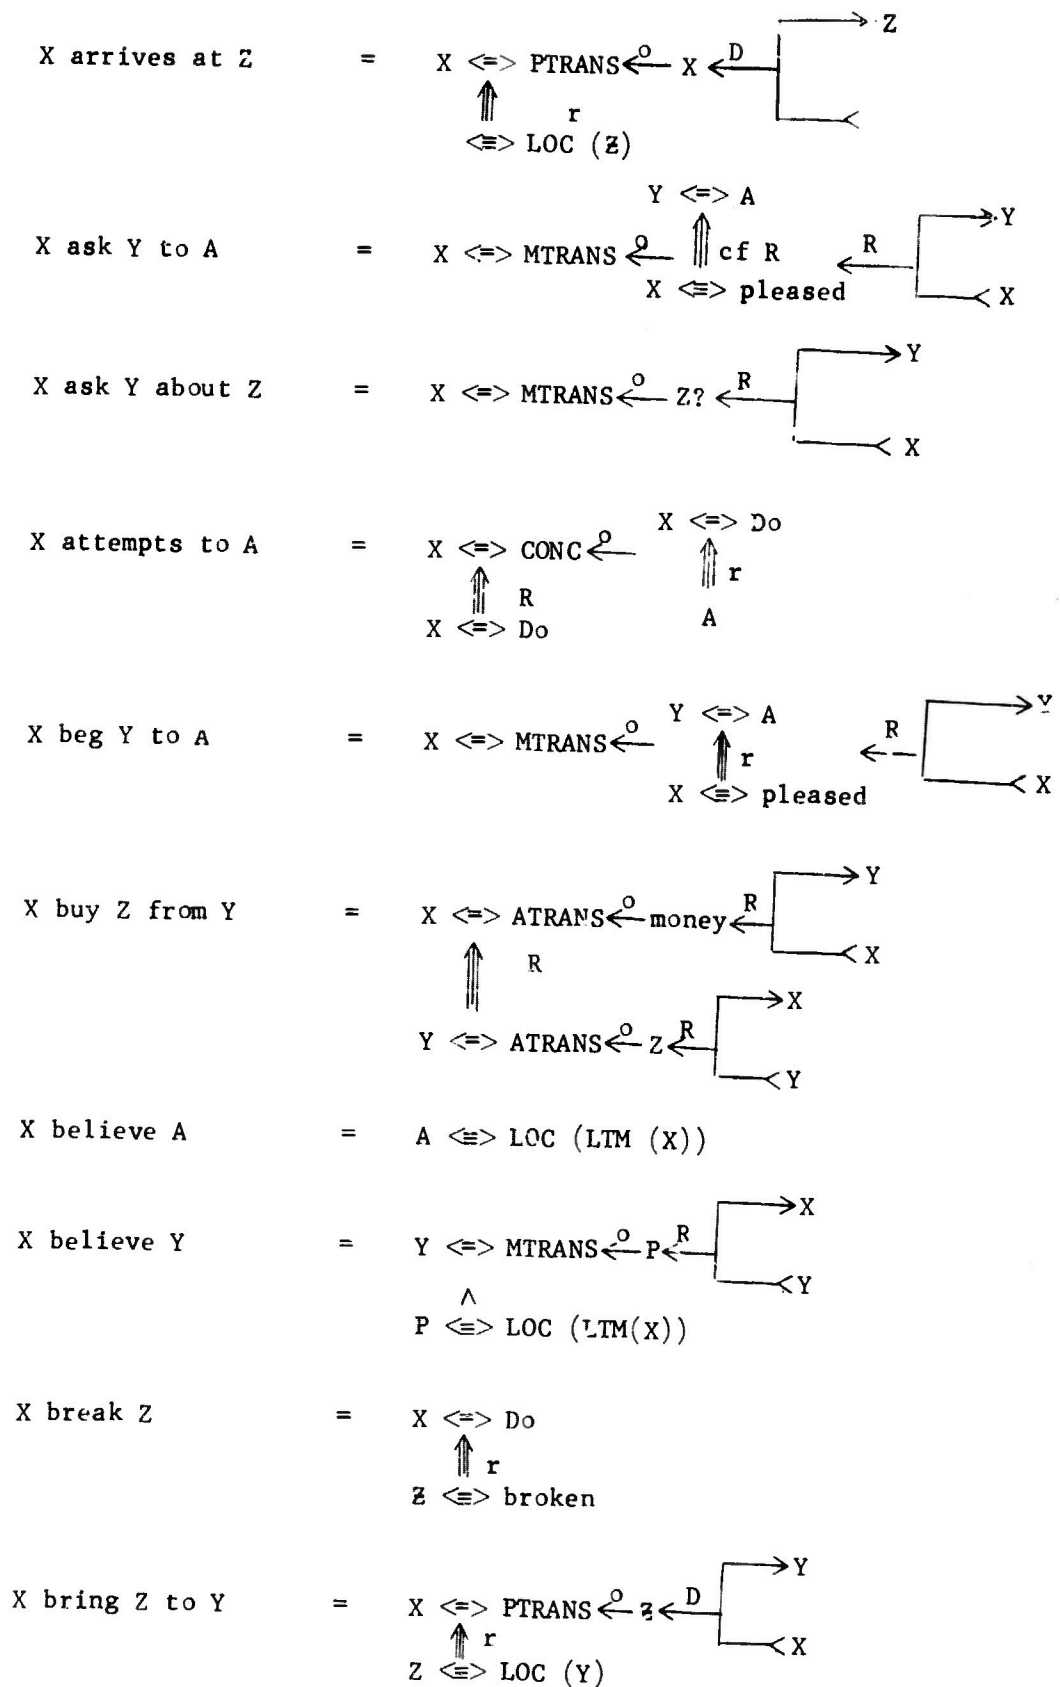 Z
X arrives at Z = X <=> PTRANS o X D
r
<≡> LOC (Z)
Y <=> A
Y
X ask Y to A = X <=> MTRANS o cf R R
X <≡> pleased X
Y
X ask Y about Z = X <=> MTRANS o Z? R
X
X <=> Do
X attempts to A = X <=> CONC o
r
R
X <=> Do A
Y
Y <=> A
X beg Y to A = X <=> MTRANS o R
r
X <≡> pleased X
Y
X buy Z from Y = X <=> ATRANS o money R
X
R
X
Y <=> ATRANS o Z R
Y
X believe A = A <≡> LOC (LTM (X))
X
X believe Y = Y <=> MTRANS o P R
Y
∧
P <≡> LOC (LTM(X))
X break Z = X <=> Do
r
Z <≡> broken
Y
X bring Z to Y = X <=> PTRANS o Z D
X
r
Z <≡> LOC (Y)